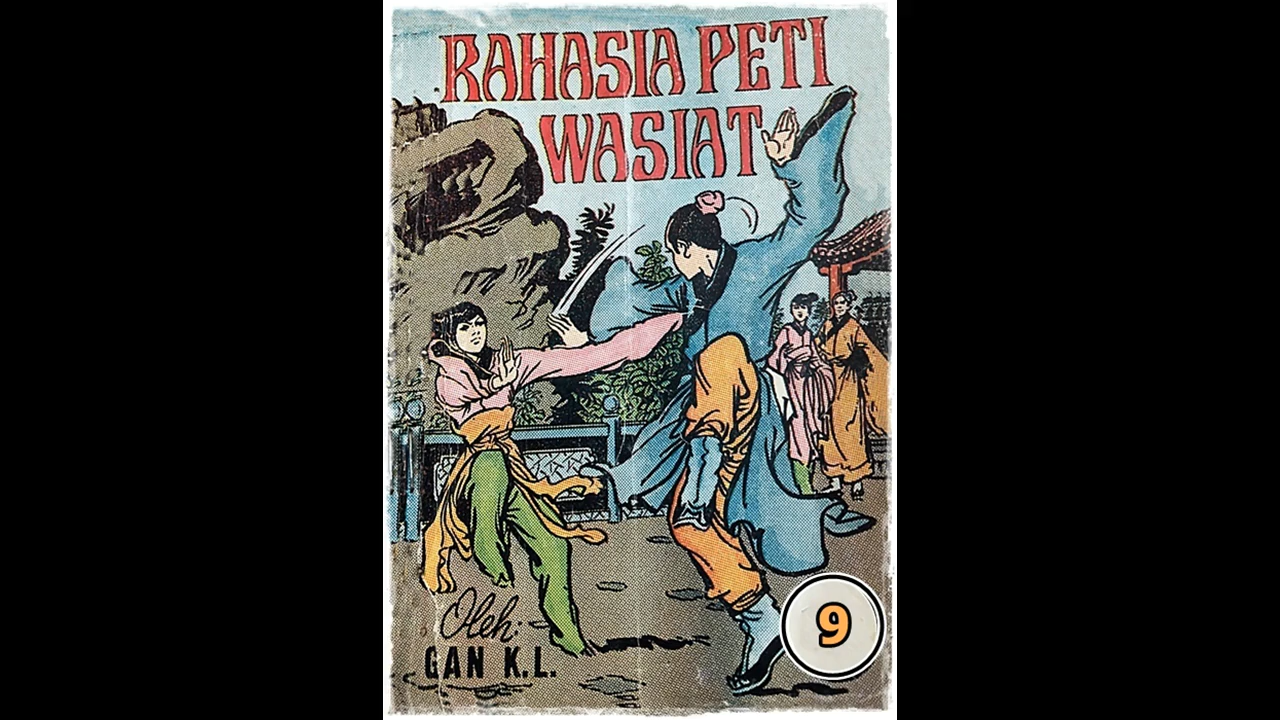 RAHASIA PETI
WASIAT
Oleh:
GAN K.L.
9